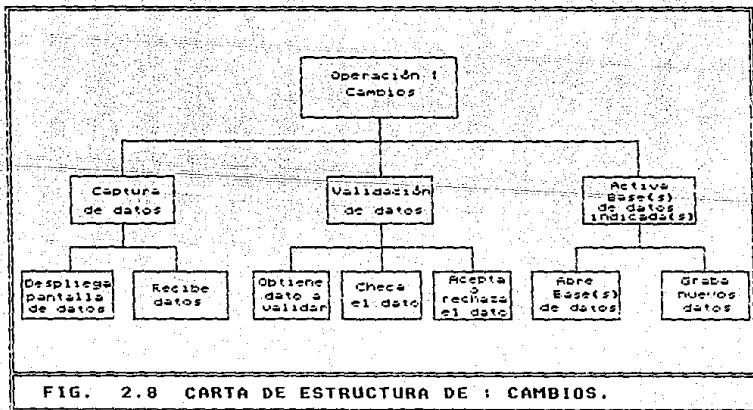 Operación :
Cambios
Captura
de datos
Validación
de datos
Activa
Base(s)
de datos
indicada(s)
Despliega
pantalla
de datos
Recibe
datos
Obtiene
dato a
validar
Checa
el dato
Acepta
o
rechaza
el dato
Abre
Base(s)
de datos
Graba
nuevos
datos
FIG. 2.8 CARTA DE ESTRUCTURA DE : CAMBIOS.